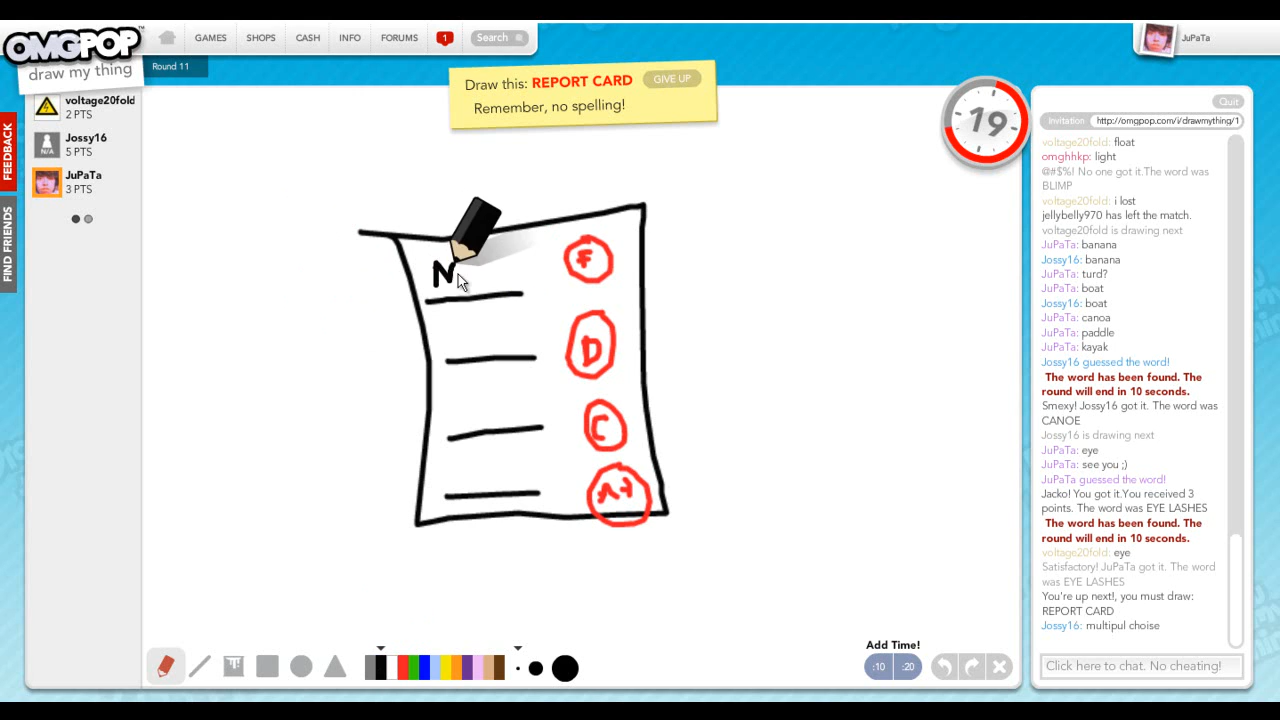 OMGPOP
™
draw my thing
GAMES
SHOPS
CASH
INFO
FORUMS
1
Search
JuPaTa
Round 11
FEEDBACK
FIND FRIENDS
voltage20fold
2 PTS
N/A
Jossy16
5 PTS
JuPaTa
3 PTS
Draw this: REPORT CARD
GIVE UP
Remember, no spelling!
19
N
F
D
C
A+
Quit
Invitation
http://omgpop.com/i/drawmything/1
voltage20fold: float
omghhkp: light
@#$%! No one got it.The word was
BLIMP
voltage20fold: i lost
jellybelly970 has left the match.
voltage20fold is drawing next
JuPaTa: banana
Jossy16: banana
JuPaTa: turd?
JuPaTa: boat
Jossy16: boat
JuPaTa: canoa
JuPaTa: paddle
JuPaTa: kayak
Jossy16 guessed the word!
The word has been found. The
round will end in 10 seconds.
Smexy! Jossy16 got it. The word was
CANOE
Jossy16 is drawing next
JuPaTa: eye
JuPaTa: see you ;)
JuPaTa guessed the word!
Jacko! You got it.You received 3
points. The word was EYE LASHES
The word has been found. The
round will end in 10 seconds.
voltage20fold: eye
Satisfactory! JuPaTa got it. The word
was EYE LASHES
You're up next!, you must draw:
REPORT CARD
Jossy16: multipul choise
Click here to chat. No cheating!
Add Time!
:10
:20